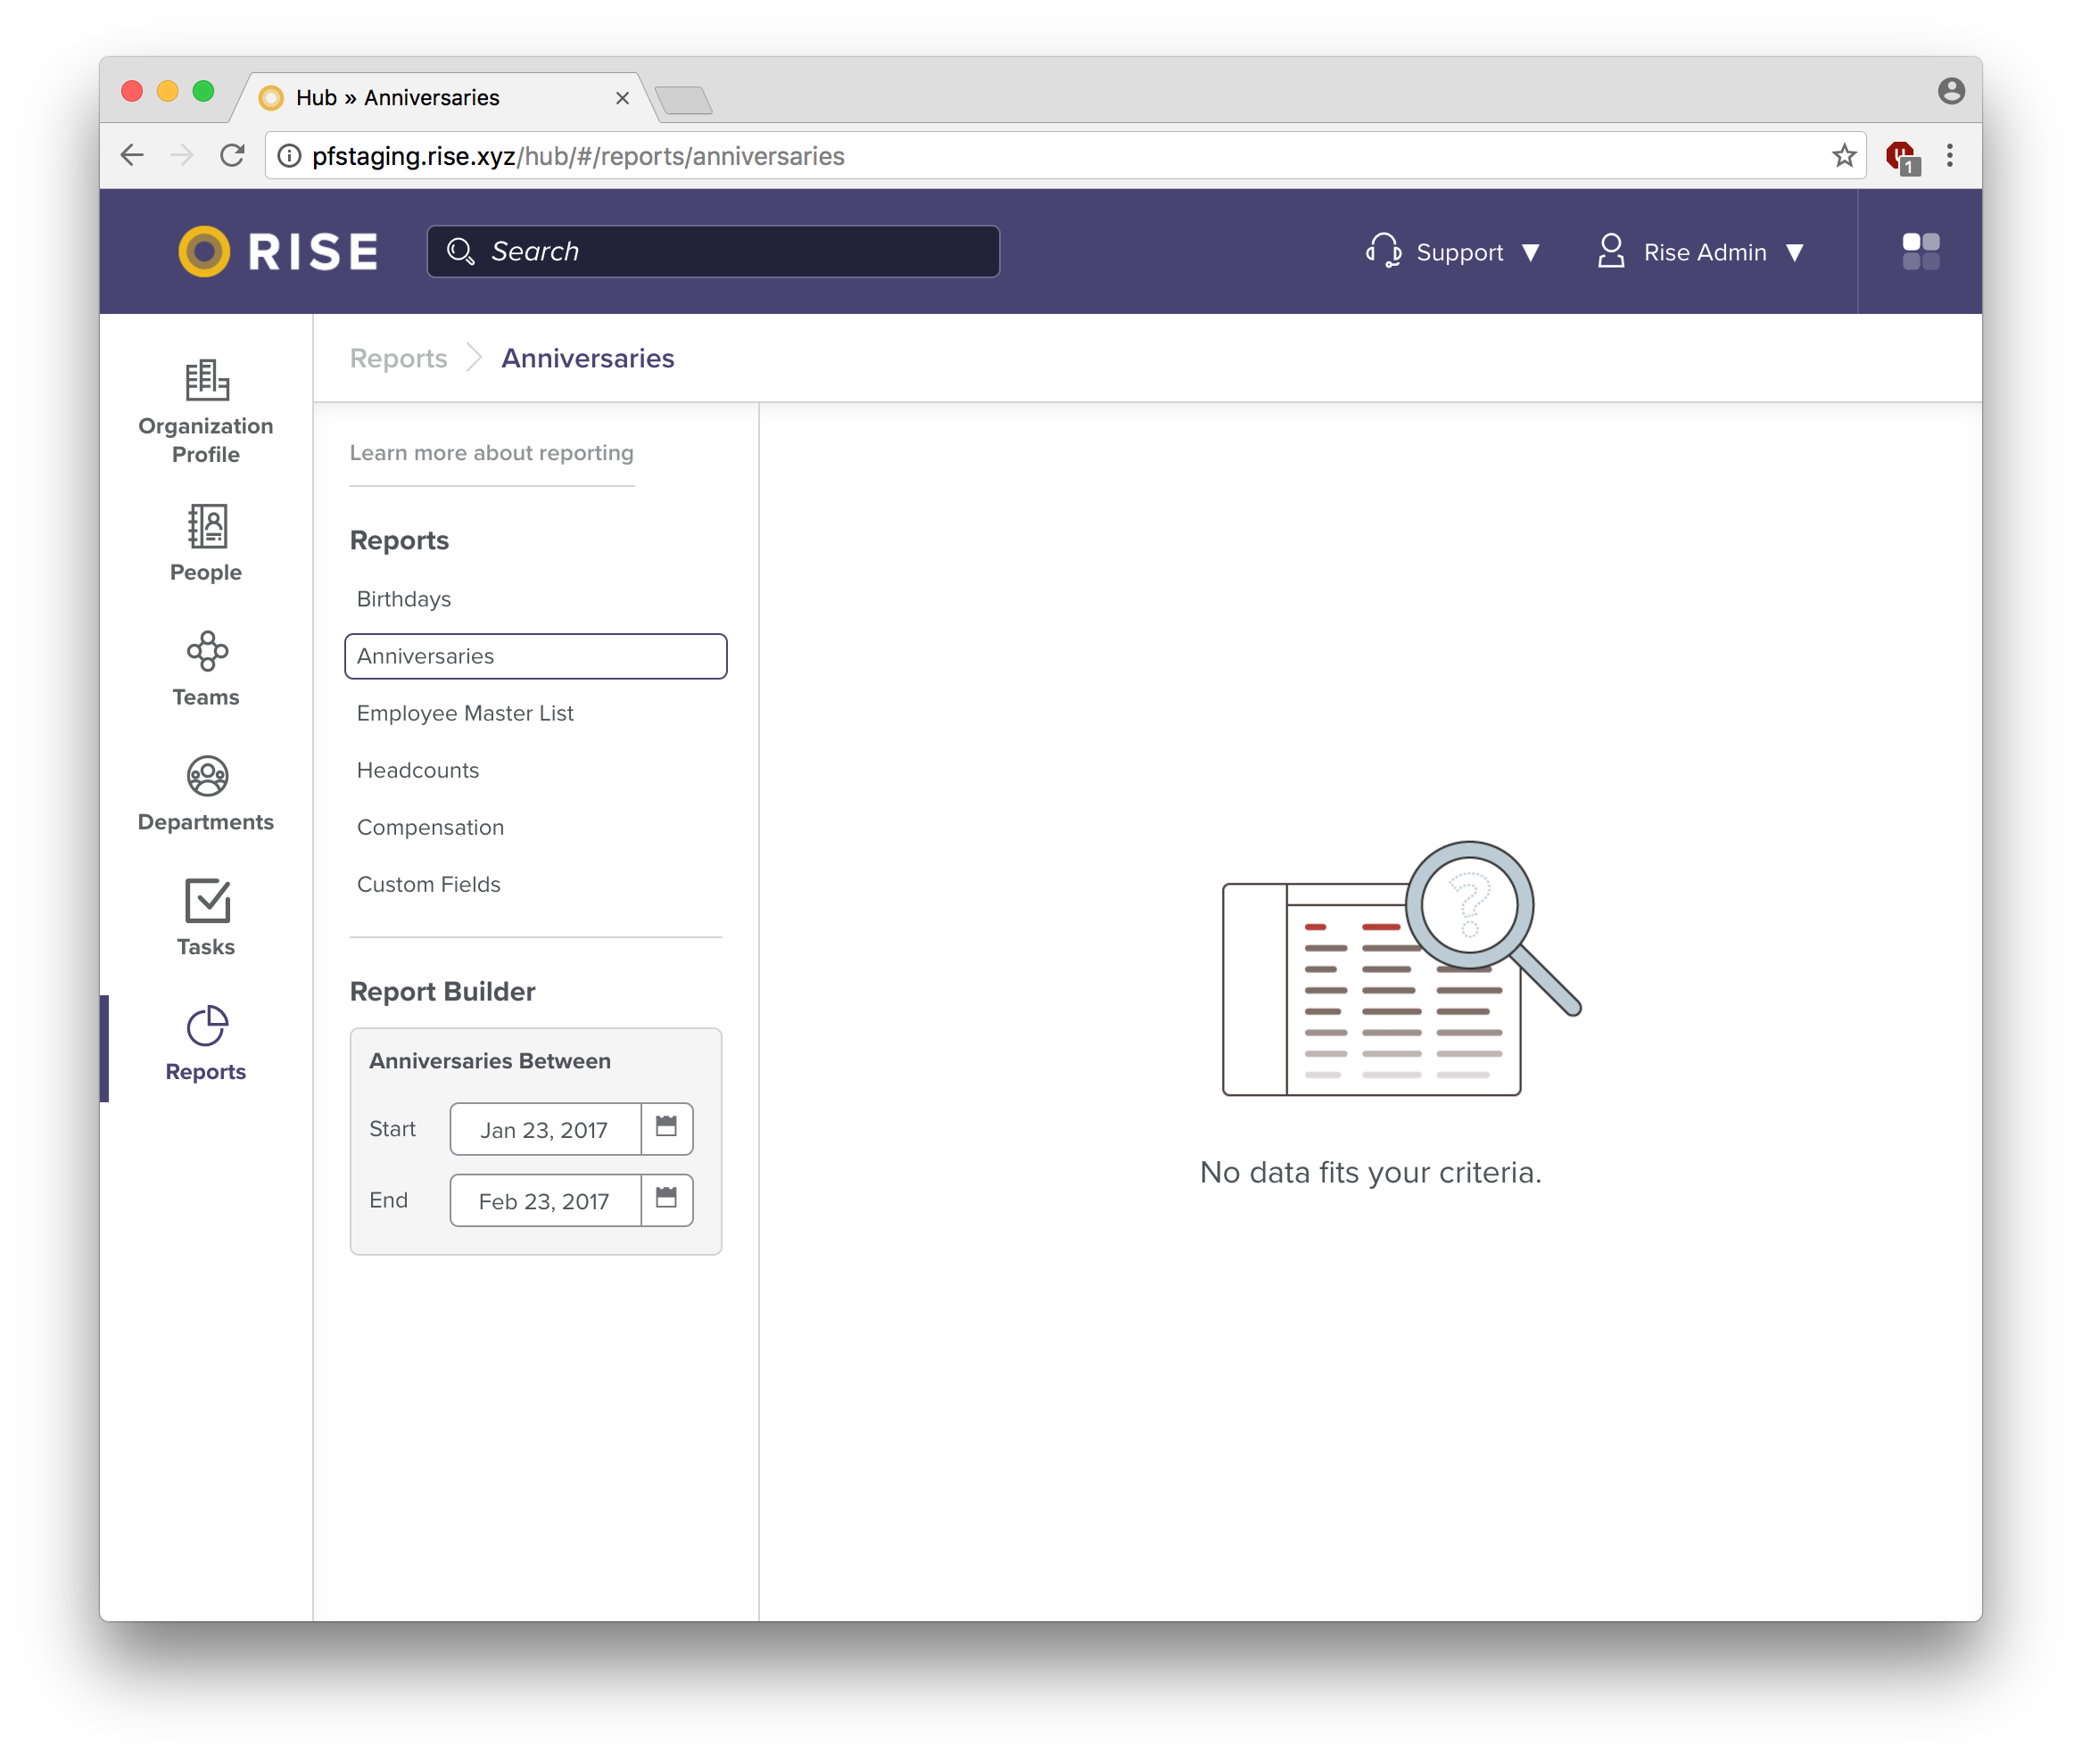 Hub » Anniversaries
pfstaging.rise.xyz/hub/#/reports/anniversaries
1
RISE
Search
Support
Rise Admin
Reports
Anniversaries
Organization
Profile
People
Teams
Departments
Tasks
Reports
Learn more about reporting
Reports
Birthdays
Anniversaries
Employee Master List
Headcounts
Compensation
Custom Fields
Report Builder
Anniversaries Between
Start
Jan 23, 2017
End
Feb 23, 2017
?
No data fits your criteria.